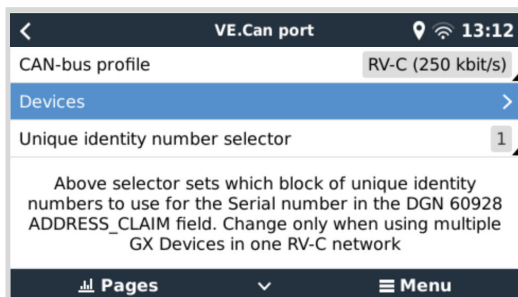 VE.Can port 13:12
CAN-bus profile RV-C (250 kbit/s)
Devices
Unique identity number selector 1
Above selector sets which block of unique identity
numbers to use for the Serial number in the DGN 60928
ADDRESS_CLAIM field. Change only when using multiple
GX Devices in one RV-C network
Pages Menu